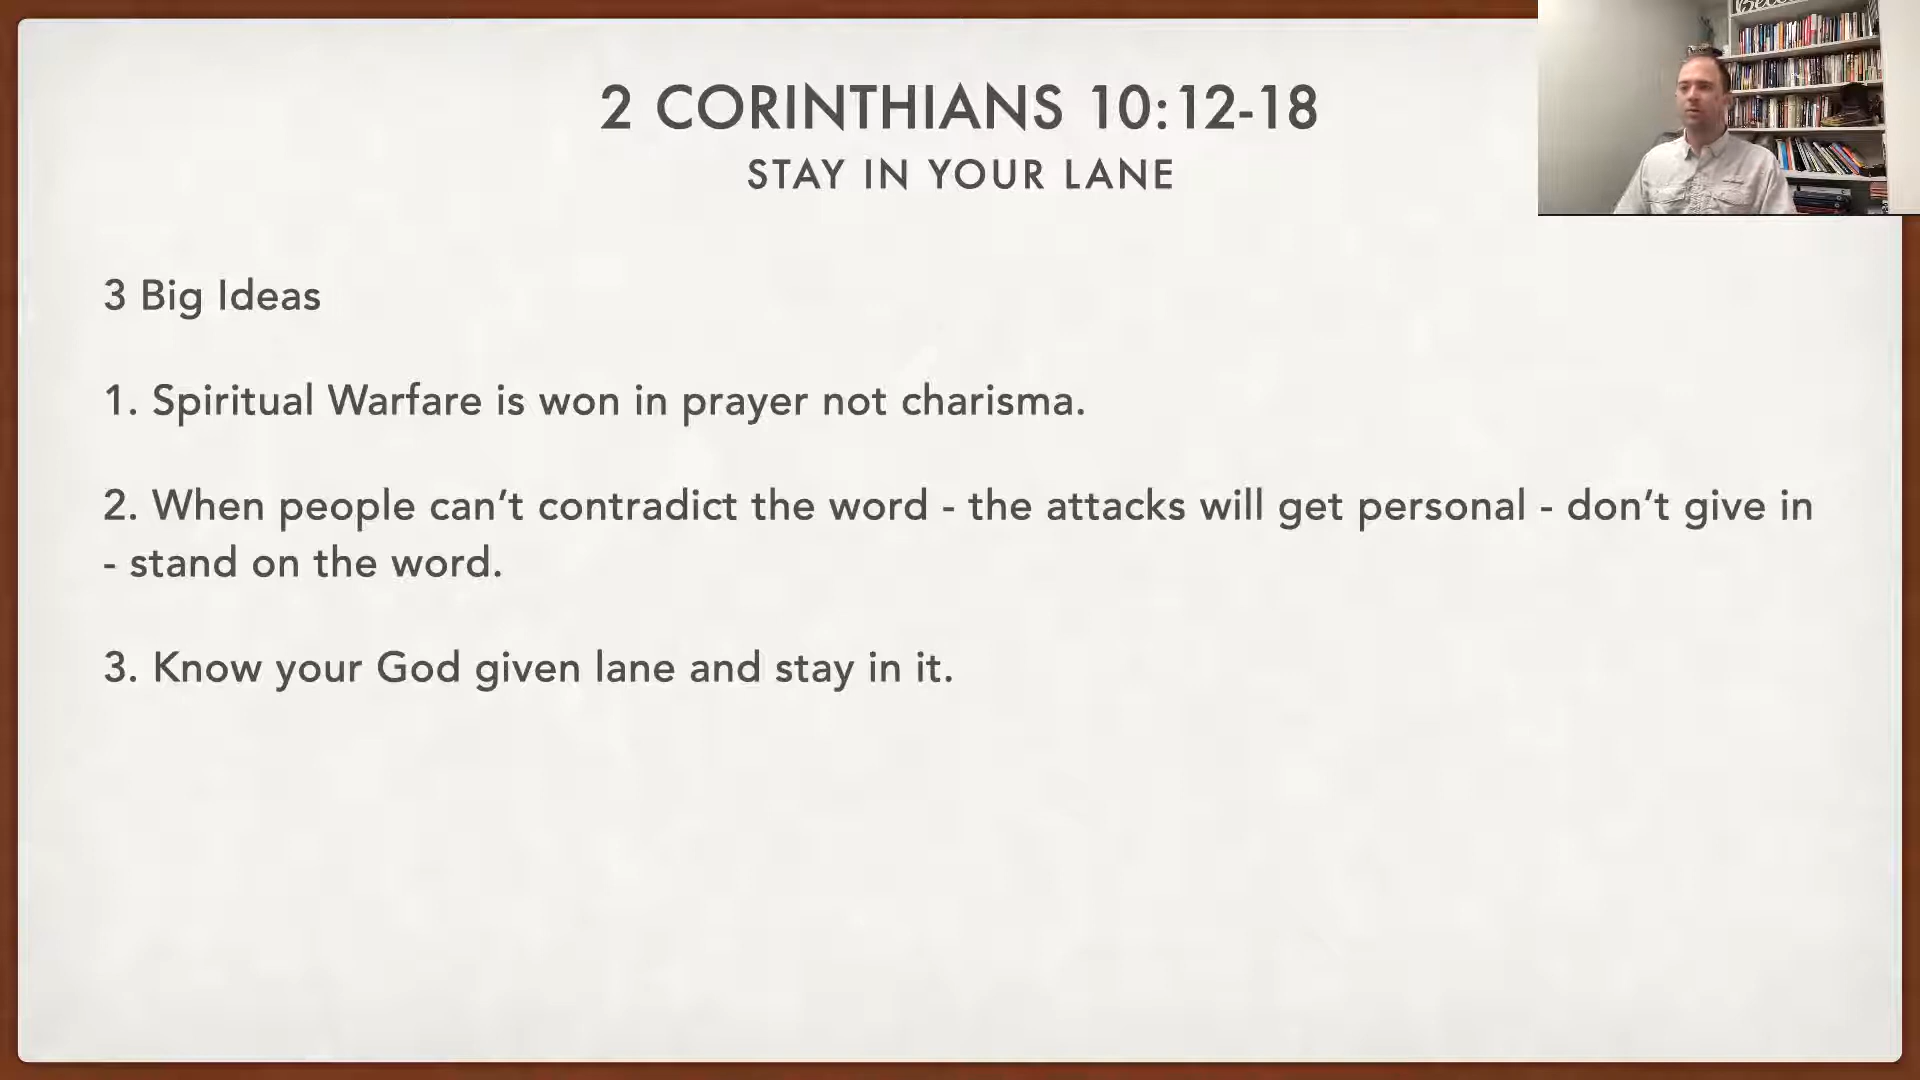 2 CORINTHIANS 10:12-18
STAY IN YOUR LANE
3 Big Ideas
1. Spiritual Warfare is won in prayer not charisma.
2. When people can’t contradict the word - the attacks will get personal - don’t give in
- stand on the word.
3. Know your God given lane and stay in it.